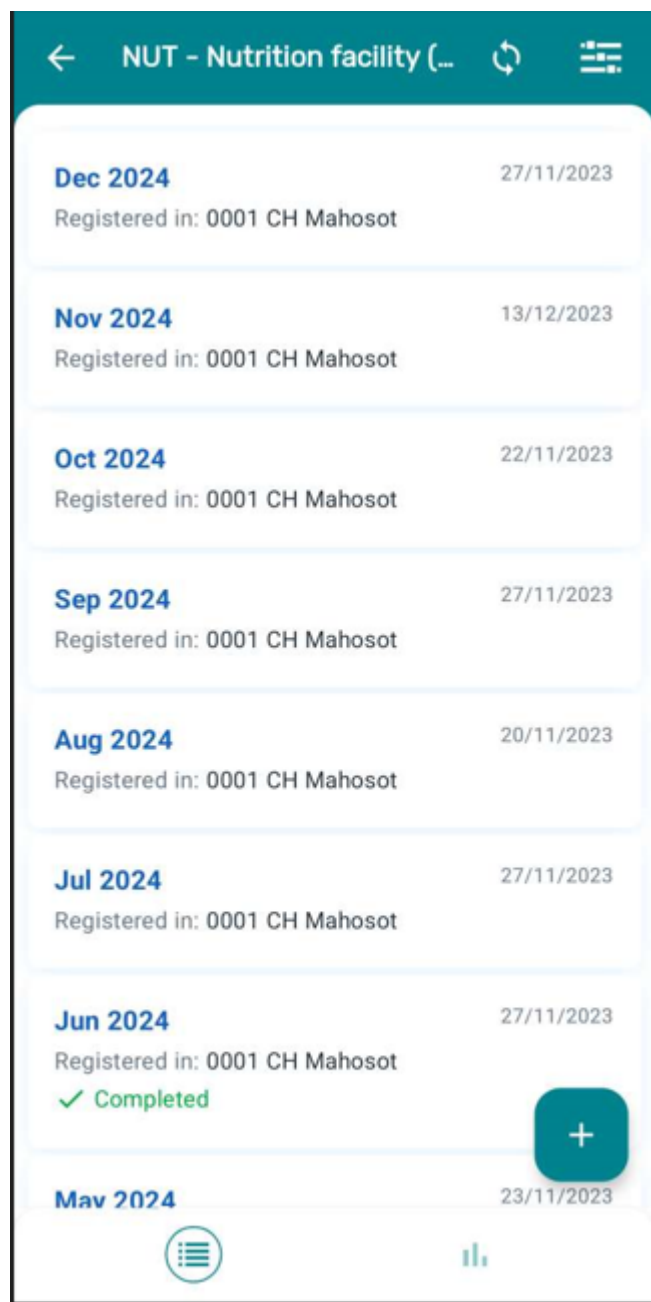 NUT - Nutrition facility (...
Dec 2024 27/11/2023
Registered in: 0001 CH Mahosot
Nov 2024 13/12/2023
Registered in: 0001 CH Mahosot
Oct 2024 22/11/2023
Registered in: 0001 CH Mahosot
Sep 2024 27/11/2023
Registered in: 0001 CH Mahosot
Aug 2024 20/11/2023
Registered in: 0001 CH Mahosot
Jul 2024 27/11/2023
Registered in: 0001 CH Mahosot
Jun 2024 27/11/2023
Registered in: 0001 CH Mahosot
Completed
May 2024 23/11/2023